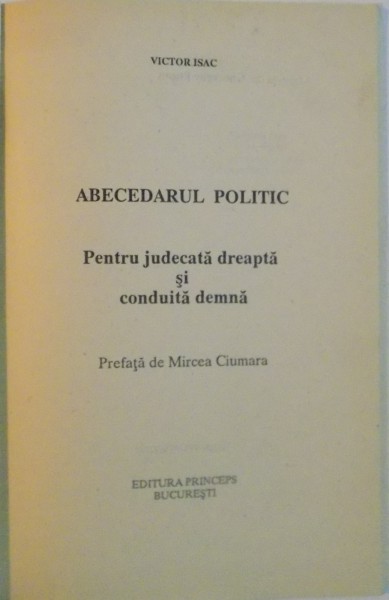 VICTOR ISAC
ABECEDARUL POLITIC
Pentru judecată dreaptă
şi
conduită demnă
Prefaţă de Mircea Ciumara
EDITURA PRINCEPS
BUCUREŞTI